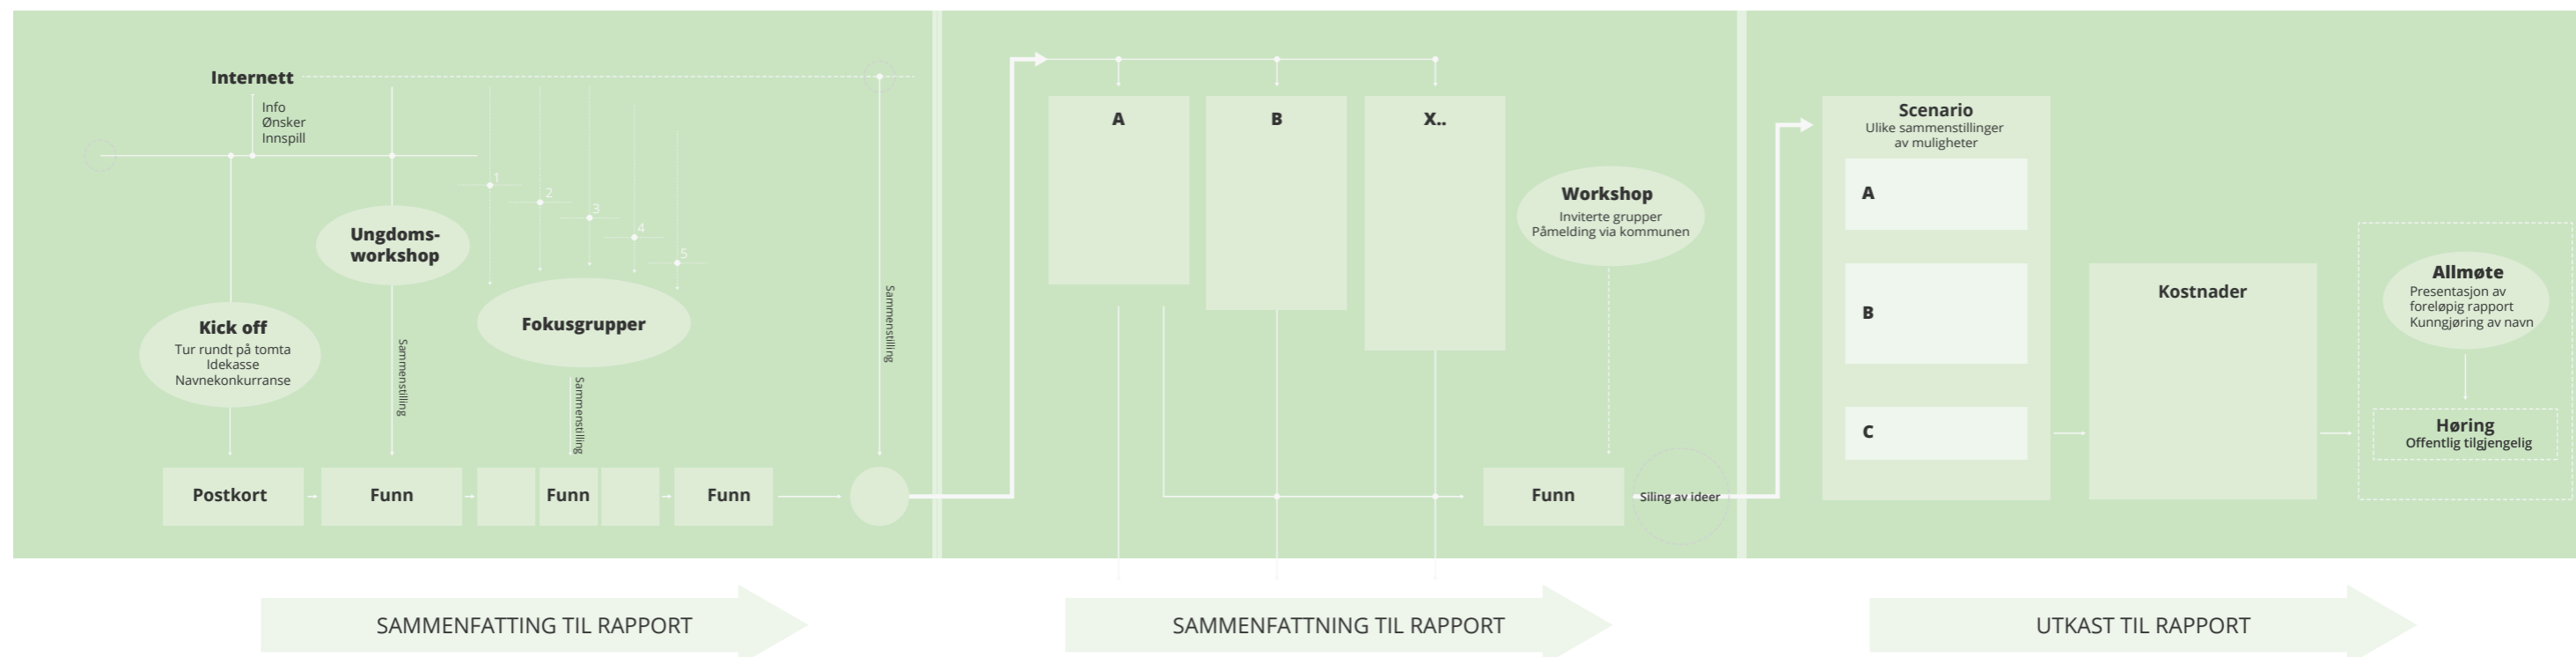 Internett
Info
Ønsker
Innspill
1
2
3
4
5
Ungdoms-
workshop
Kick off
Tur rundt på tomta
Idekasse
Navnekonkurranse
Fokusgrupper
Sammenstilling
Sammenstilling
Sammenstilling
Postkort
Funn
Funn
Funn
A
B
X..
Workshop
Inviterte grupper
Påmelding via kommunen
Funn
Siling av ideer
Scenario
Ulike sammenstillinger
av muligheter
A
B
C
Kostnader
Allmøte
Presentasjon av
foreløpig rapport
Kunngjøring av navn
Høring
Offentlig tilgjengelig
SAMMENFATTING TIL RAPPORT
SAMMENFATTNING TIL RAPPORT
UTKAST TIL RAPPORT